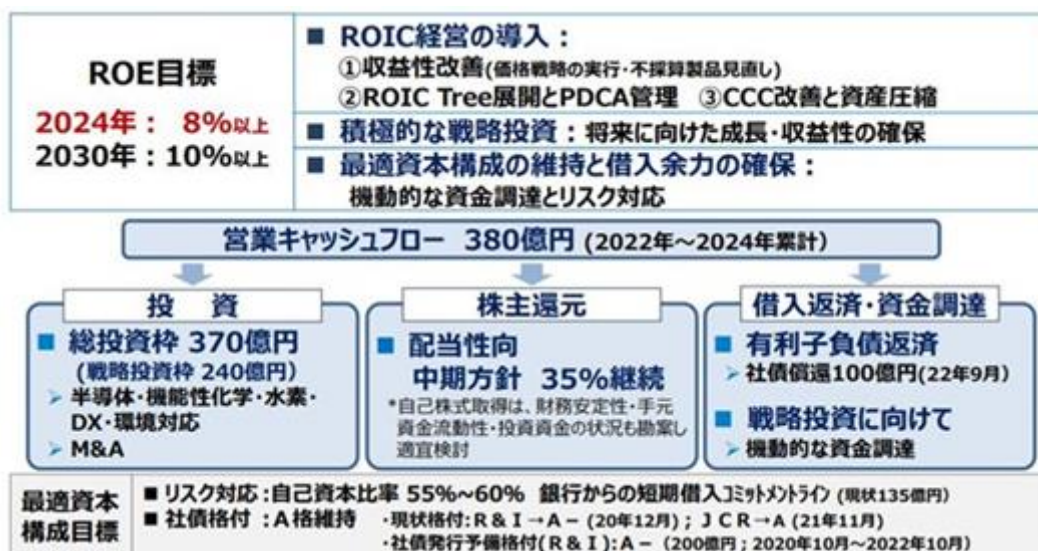 ROE目標
2024年： 8%以上
2030年：10%以上
■ ROIC経営の導入：
①収益性改善(価格戦略の実行・不採算製品見直し)
②ROIC Tree展開とPDCA管理 ③CCC改善と資産圧縮
■ 積極的な戦略投資：将来に向けた成長・収益性の確保
■ 最適資本構成の維持と借入余力の確保：
機動的な資金調達とリスク対応
営業キャッシュフロー 380億円 (2022年～2024年累計)
投 資
■ 総投資枠 370億円
(戦略投資枠 240億円)
➢ 半導体・機能性化学・水素・
DX・環境対応
➢ M&A
株主還元
■ 配当性向
中期方針 35%継続
*自己株式取得は、財務安定性・手元
資金流動性・投資資金の状況も勘案し
適宜検討
借入返済・資金調達
■ 有利子負債返済
➢ 社債償還100億円(22年9月)
■ 戦略投資に向けて
➢ 機動的な資金調達
最適資本
構成目標
■ リスク対応：自己資本比率 55%~60% 銀行からの短期借入コミットメントライン (現状135億円)
■ 社債格付 ：A格維持 ・現状格付：R＆I→A－ (20年12月)；JCR→A (21年11月)
・社債発行予備格付(R＆I)：A－ (200億円；2020年10月～2022年10月)